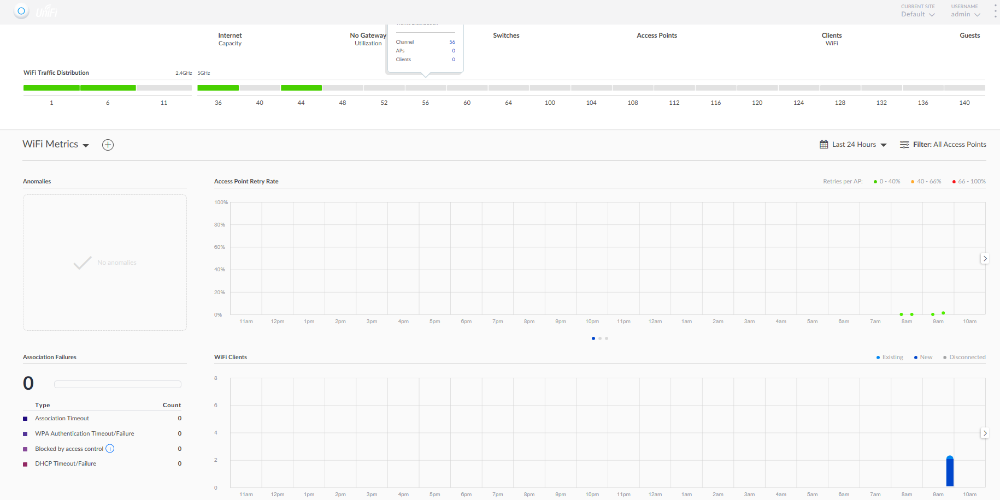 UniFi
CURRENT SITE
Default
USERNAME
admin
Internet
Capacity
No Gateway
Utilization
Switches
Access Points
Clients
WiFi
Guests
Channel 56
APs 0
Clients 0
WiFi Traffic Distribution 2.4GHz 5GHz
1 6 11 36 40 44 48 52 56 60 64 100 104 108 112 116 120 124 128 132 136 140
WiFi Metrics
Last 24 Hours
Filter: All Access Points
Anomalies
No anomalies
Access Point Retry Rate
Retries per AP: 0 - 40% 40 - 66% 66 - 100%
100%
80%
60%
40%
20%
0%
11am 12pm 1pm 2pm 3pm 4pm 5pm 6pm 7pm 8pm 9pm 10pm 11pm 12am 1am 2am 3am 4am 5am 6am 7am 8am 9am 10am
Association Failures
0
Type Count
Association Timeout 0
WPA Authentication Timeout/Failure 0
Blocked by access control i 0
DHCP Timeout/Failure 0
WiFi Clients
Existing New Disconnected
8
6
4
2
0
11am 12pm 1pm 2pm 3pm 4pm 5pm 6pm 7pm 8pm 9pm 10pm 11pm 12am 1am 2am 3am 4am 5am 6am 7am 8am 9am 10am